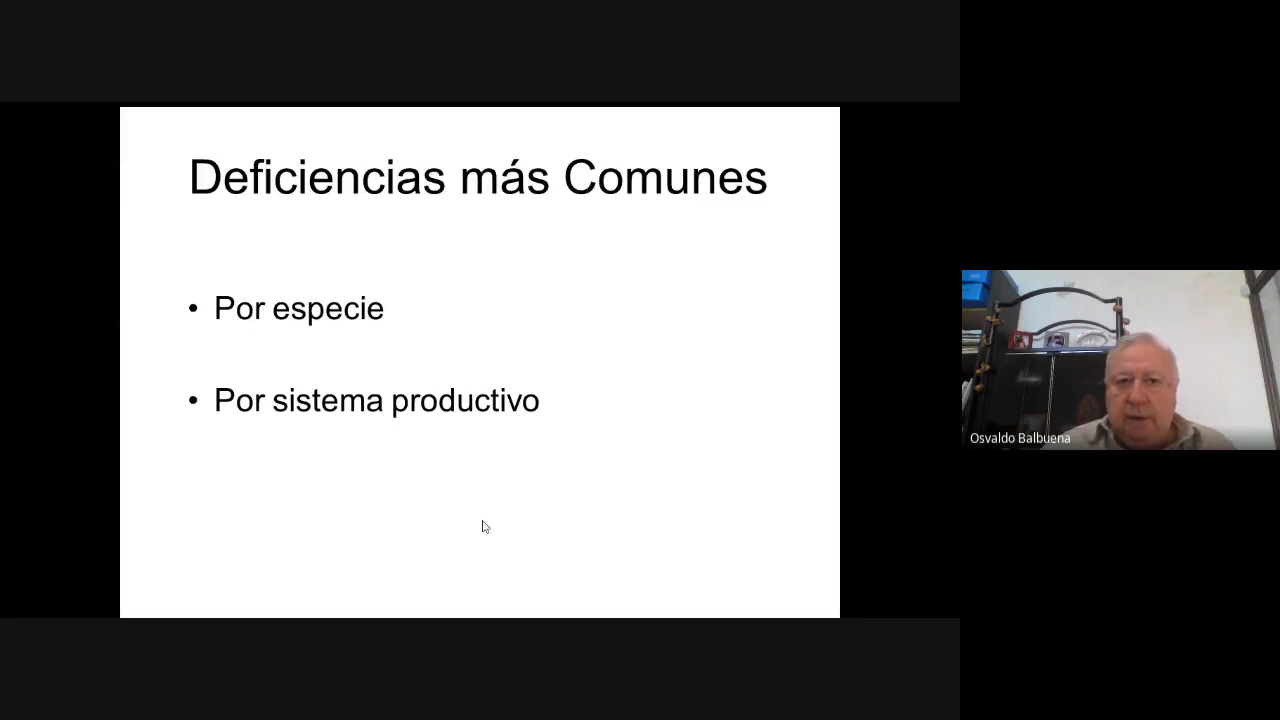 Deficiencias más Comunes
• Por especie
• Por sistema productivo
Osvaldo Balbuena